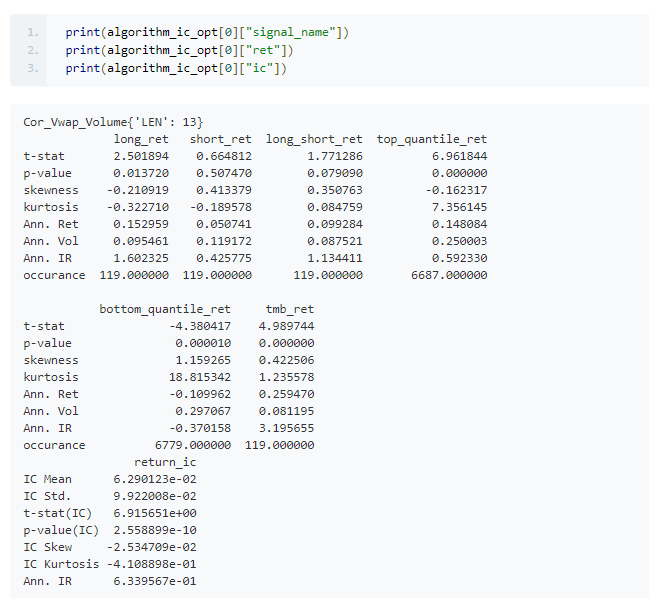 1. print(algorithm_ic_opt[0]["signal_name"])
2. print(algorithm_ic_opt[0]["ret"])
3. print(algorithm_ic_opt[0]["ic"])
Cor_Vwap_Volume{'LEN': 13}
long_ret short_ret long_short_ret top_quantile_ret
t-stat 2.501894 0.664812 1.771286 6.961844
p-value 0.013720 0.507470 0.079090 0.000000
skewness -0.210919 0.413379 0.350763 -0.162317
kurtosis -0.322710 -0.189578 0.084759 7.356145
Ann. Ret 0.152959 0.050741 0.099284 0.148084
Ann. Vol 0.095461 0.119172 0.087521 0.250003
Ann. IR 1.602325 0.425775 1.134411 0.592330
occurance 119.000000 119.000000 119.000000 6687.000000
bottom_quantile_ret tmb_ret
t-stat -4.380417 4.989744
p-value 0.000010 0.000000
skewness 1.159265 0.422506
kurtosis 18.815342 1.235578
Ann. Ret -0.109962 0.259470
Ann. Vol 0.297067 0.081195
Ann. IR -0.370158 3.195655
occurance 6779.000000 119.000000
return_ic
IC Mean 6.290123e-02
IC Std. 9.922008e-02
t-stat(IC) 6.915651e+00
p-value(IC) 2.558899e-10
IC Skew -2.534709e-02
IC Kurtosis -4.108898e-01
Ann. IR 6.339567e-01